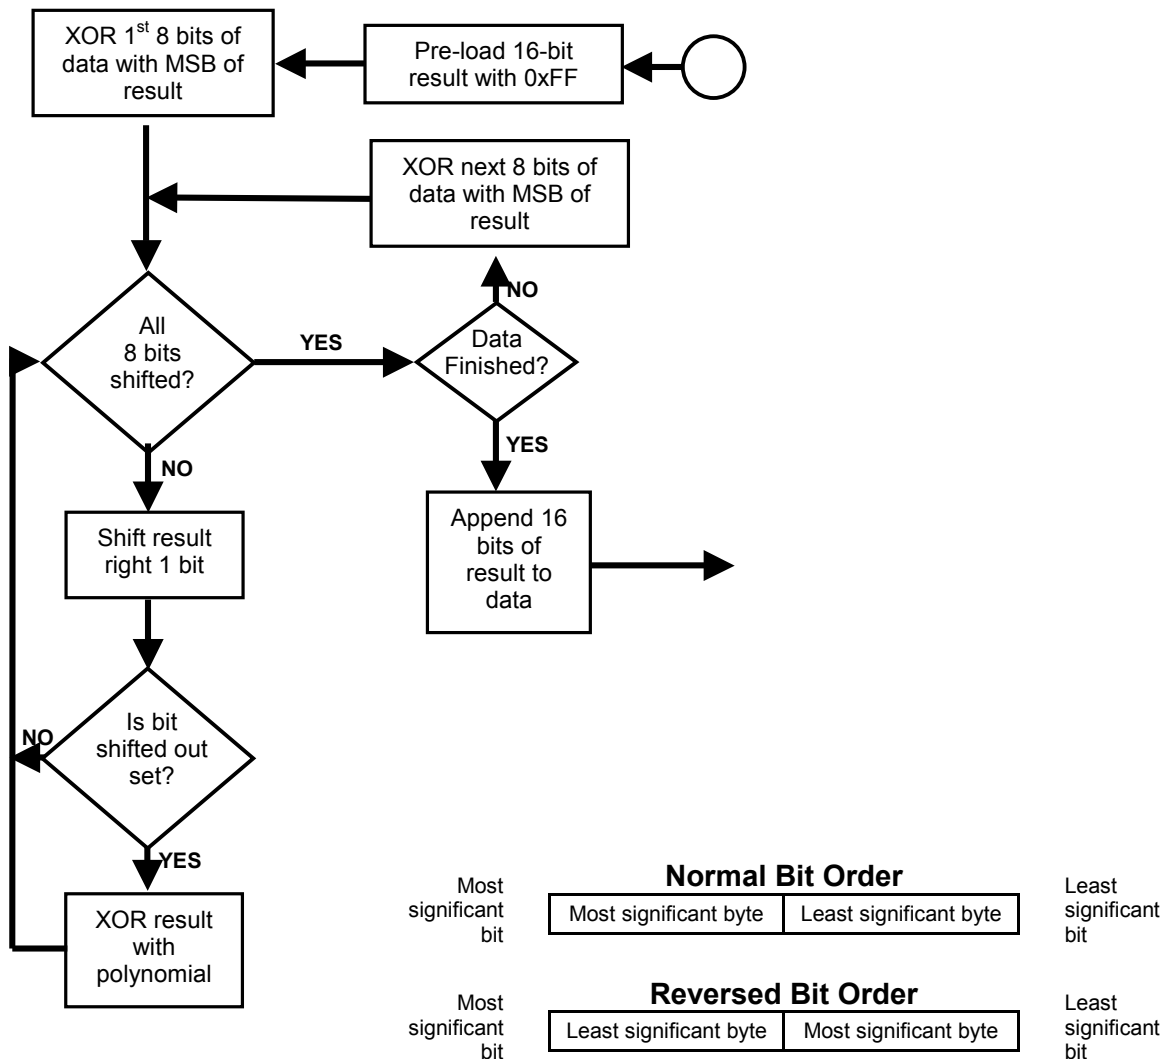 XOR 1st 8 bits of
data with MSB of
result
Pre-load 16-bit
result with 0xFF
XOR next 8 bits of
data with MSB of
result
NO
All
8 bits
shifted?
YES
Data
Finished?
NO
YES
Shift result
right 1 bit
Append 16
bits of
result to
data
Is bit
shifted out
set?
NO
YES
XOR result
with
polynomial
Normal Bit Order
Most
significant
bit
Most significant byte
Least significant byte
Least
significant
bit
Reversed Bit Order
Most
significant
bit
Least significant byte
Most significant byte
Least
significant
bit